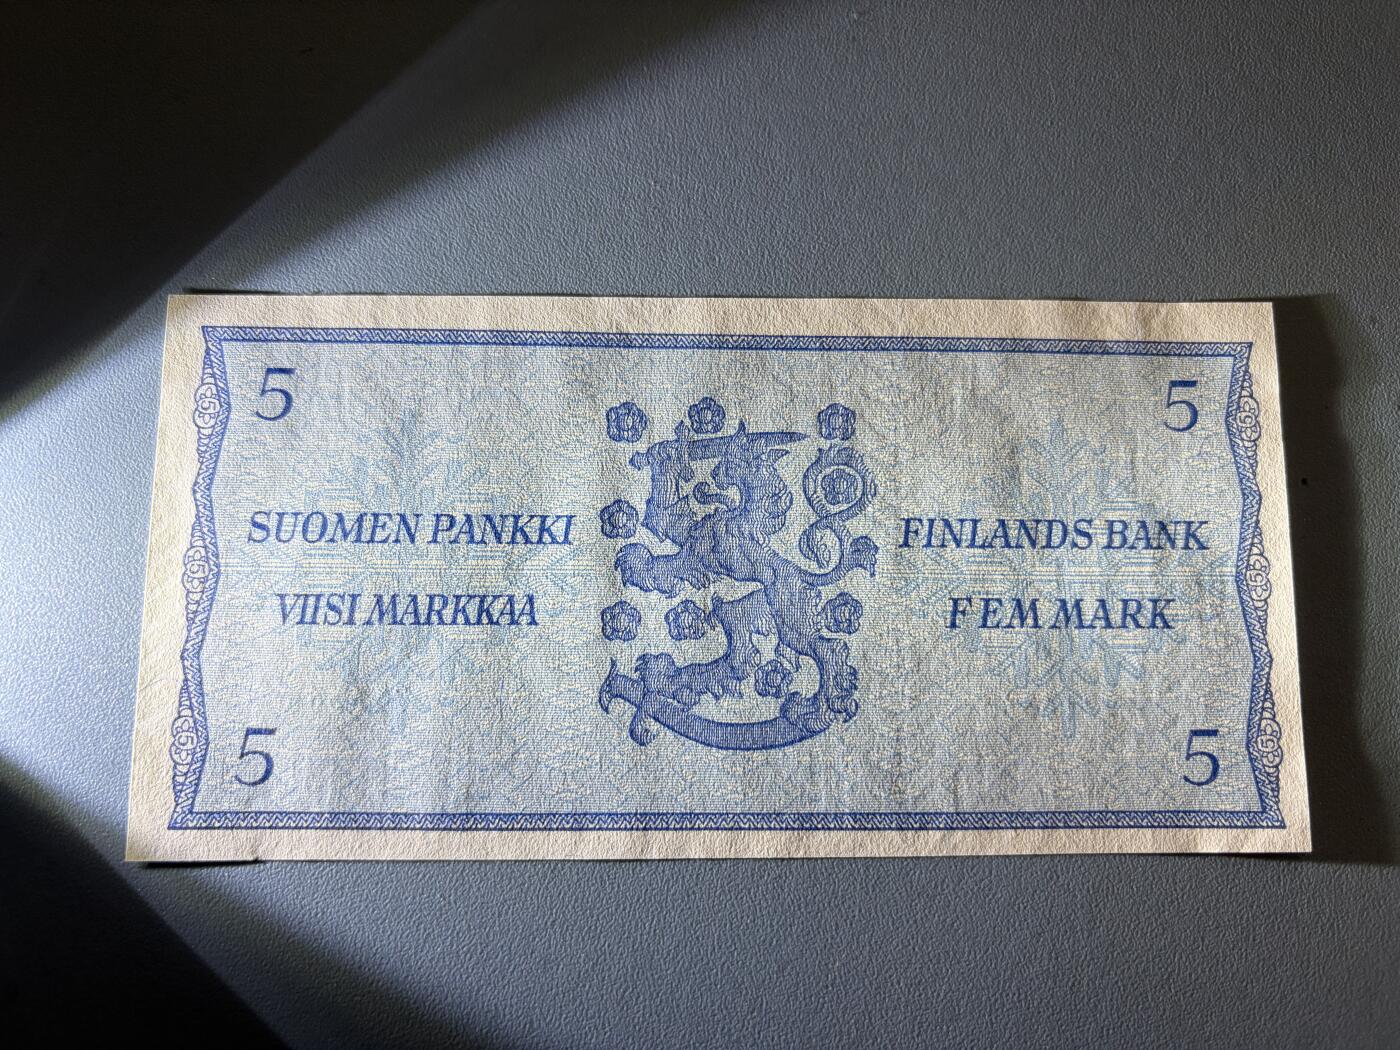 5 5
SUOMEN PANKKI FINLANDS BANK
VIISI MARKKAA FEM MARK
5 5